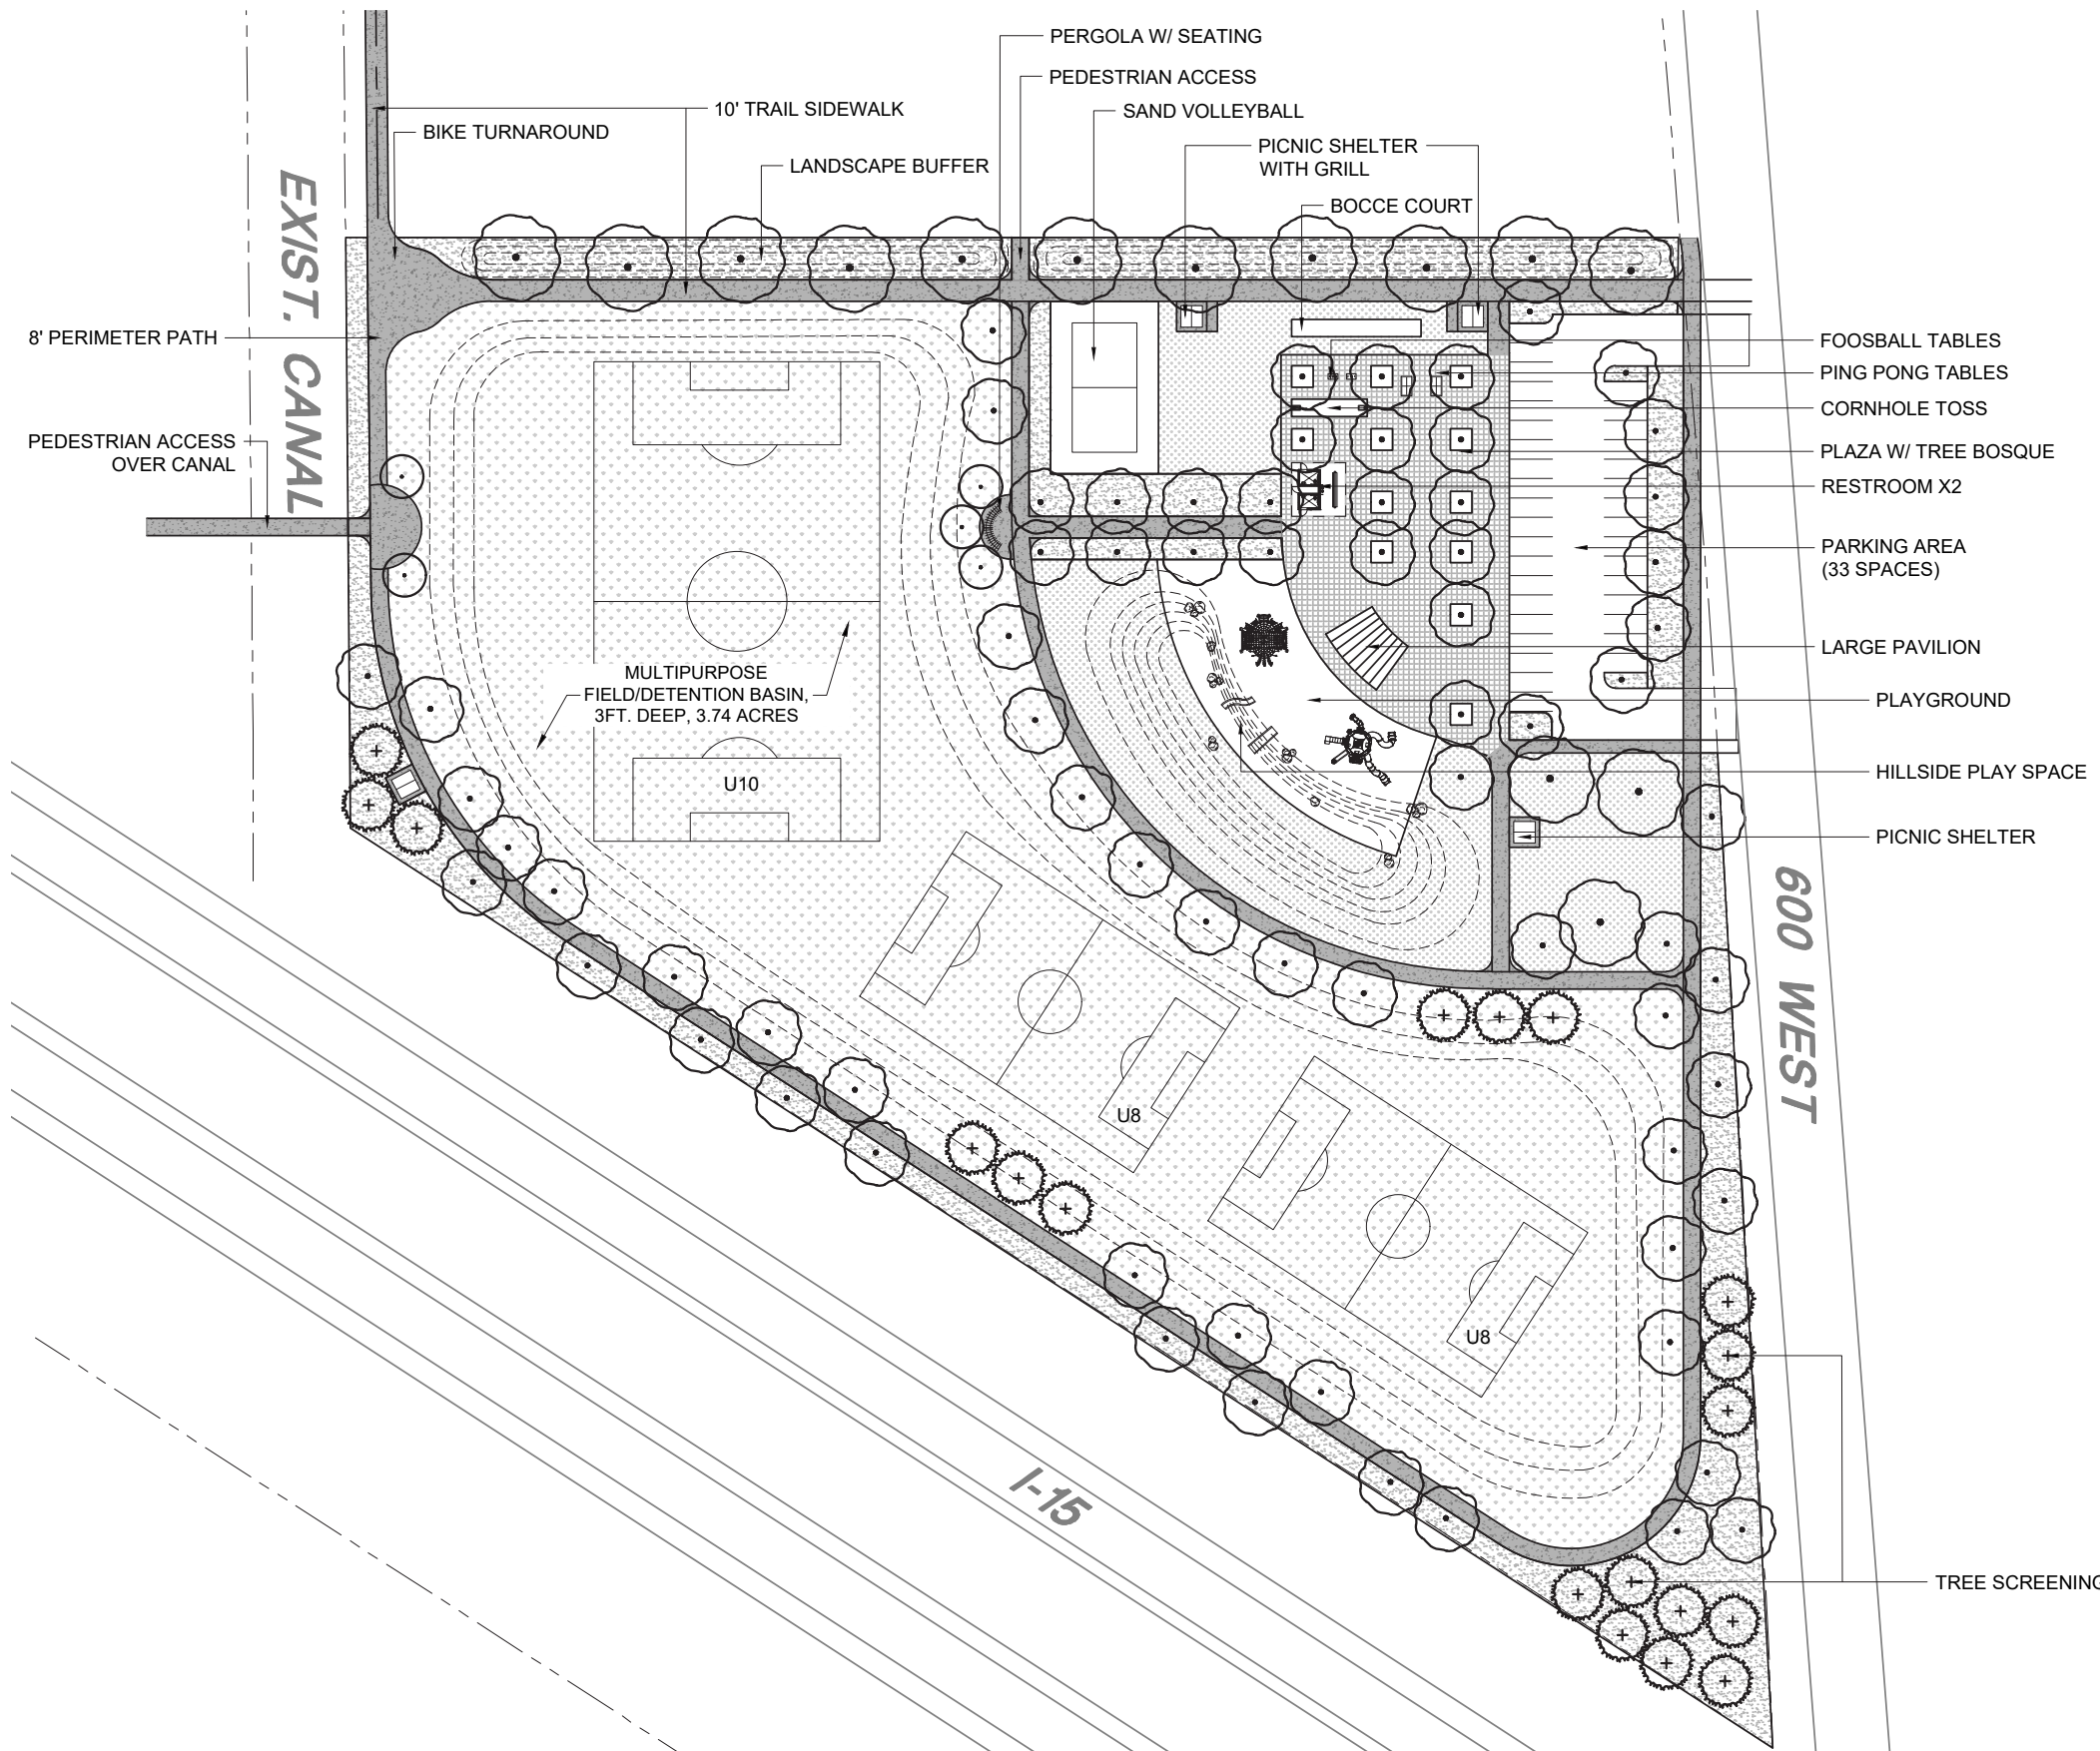 PERGOLA W/ SEATING
PEDESTRIAN ACCESS
10' TRAIL SIDEWALK
SAND VOLLEYBALL
BIKE TURNAROUND
PICNIC SHELTER
WITH GRILL
LANDSCAPE BUFFER
BOCCE COURT
EXIST. CANAL
8' PERIMETER PATH
FOOSBALL TABLES
PING PONG TABLES
CORNHOLE TOSS
PEDESTRIAN ACCESS
OVER CANAL
PLAZA W/ TREE BOSQUE
RESTROOM X2
PARKING AREA
(33 SPACES)
LARGE PAVILION
MULTIPURPOSE
FIELD/DETENTION BASIN,
3FT. DEEP, 3.74 ACRES
PLAYGROUND
HILLSIDE PLAY SPACE
U10
PICNIC SHELTER
600 WEST
U8
U8
I-15
TREE SCREENING